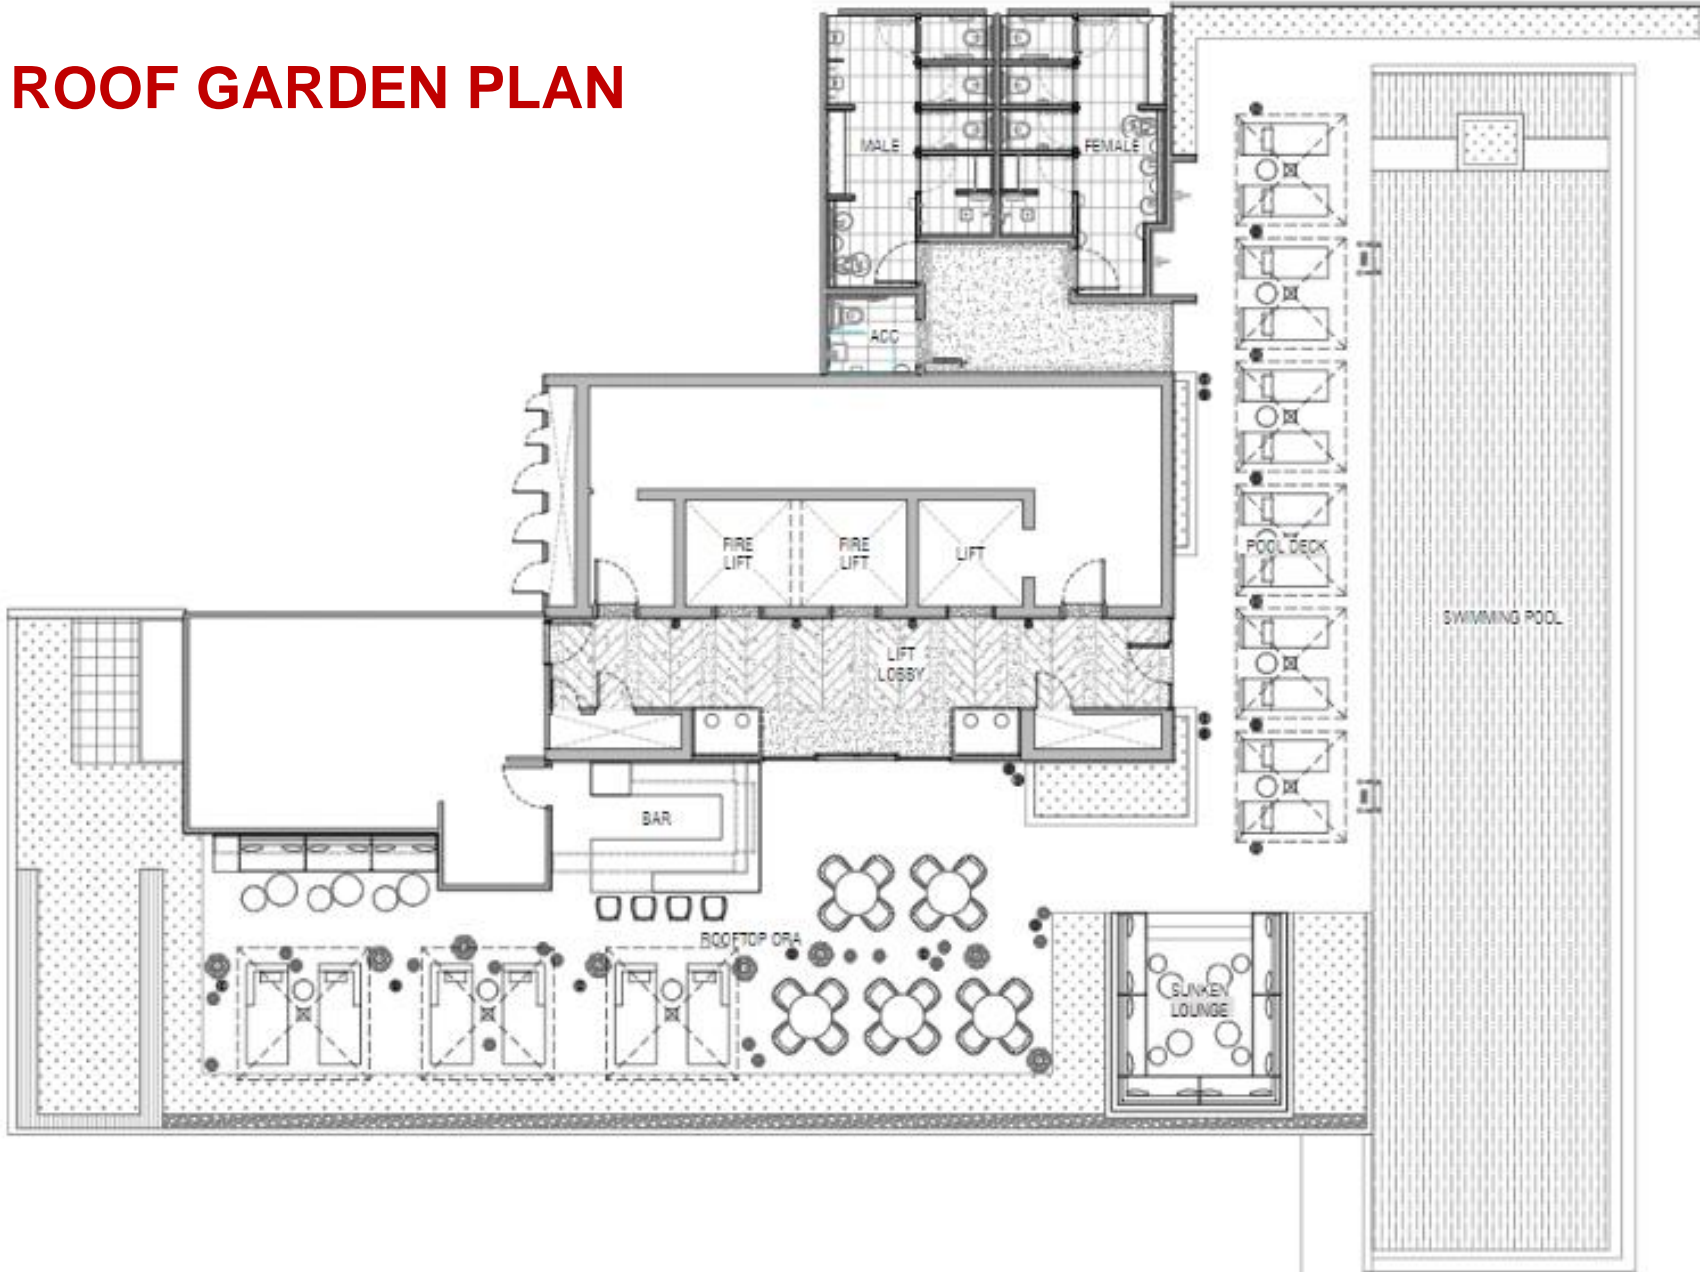 ROOF GARDEN PLAN
MALE
FEMALE
ACC
FIRE
LIFT
FIRE
LIFT
LIFT
POOL DECK
SWIMMING POOL
LIFT
LOBBY
BAR
ROOFTOP ORA
SUNKEN
LOUNGE